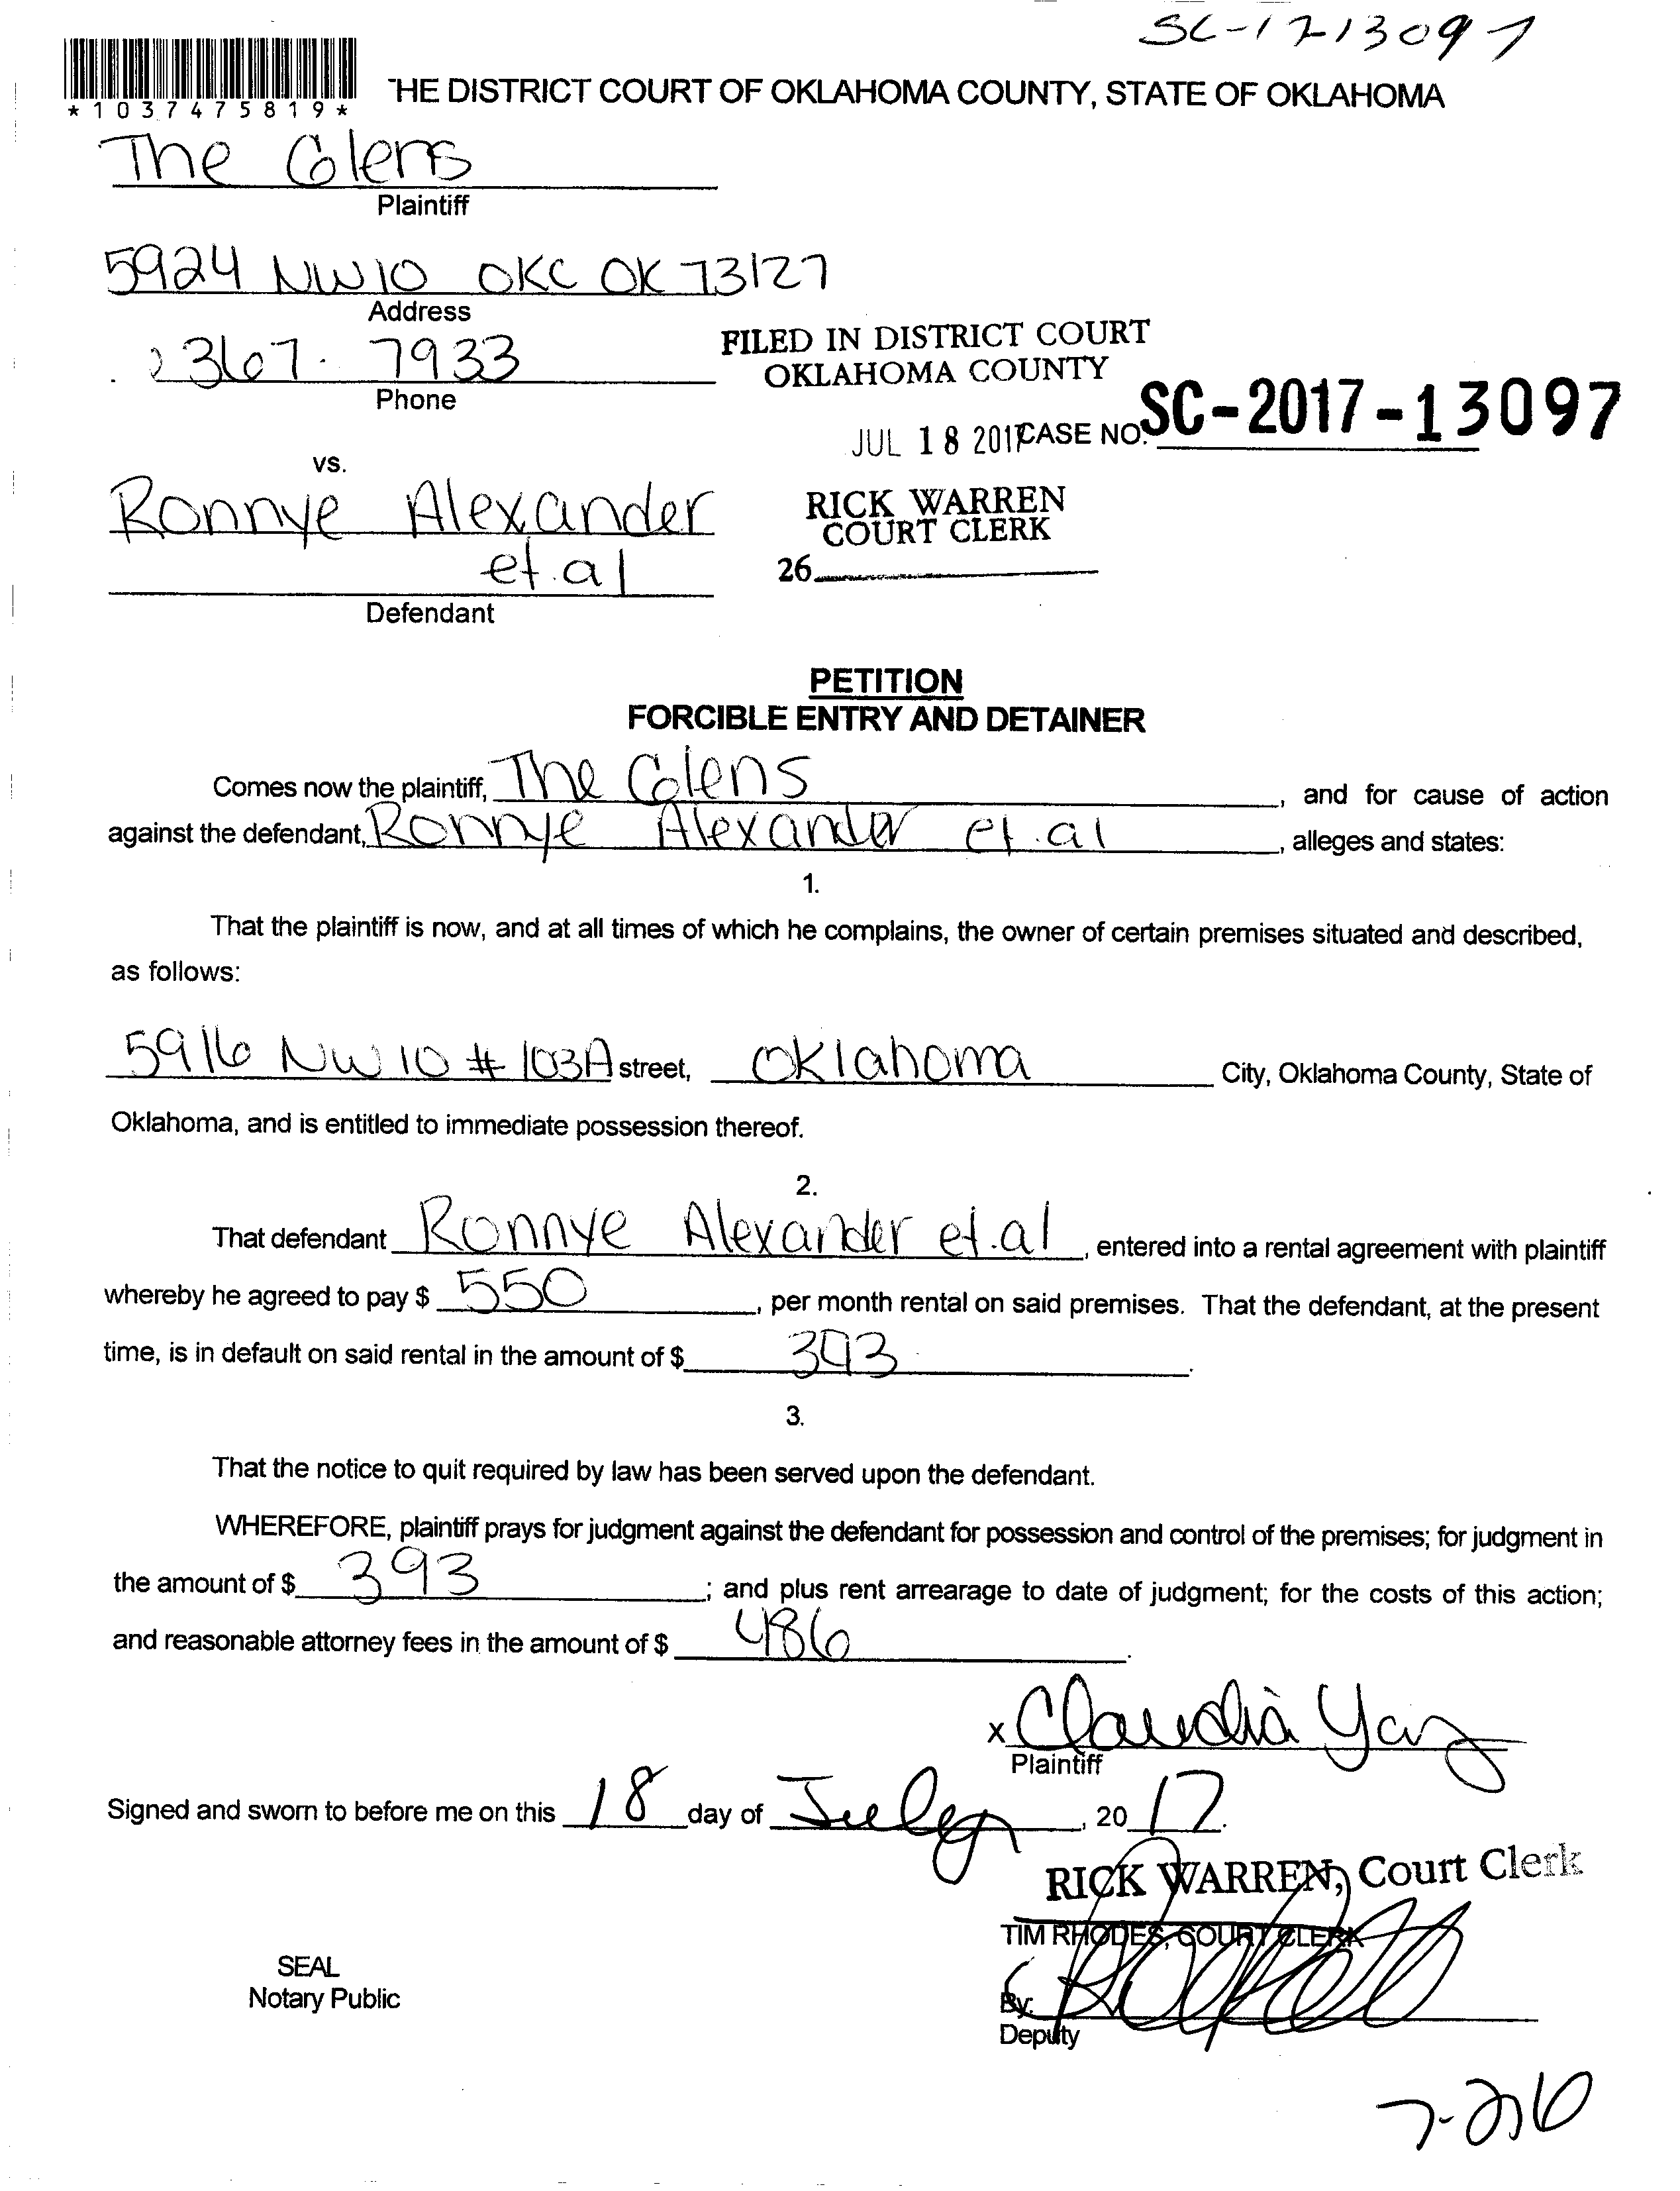 SC-17-13097
THE DISTRICT COURT OF OKLAHOMA COUNTY, STATE OF OKLAHOMA
*1037475819*
The Glens
Plaintiff
5924 NW 10 OKC OK 73127
Address
367-7933
Phone
FILED IN DISTRICT COURT
OKLAHOMA COUNTY
JUL 18 2017 CASE NO. SC-2017-13097
vs.
Ronnye Alexander
et.al
Defendant
RICK WARREN
COURT CLERK
26
PETITION
FORCIBLE ENTRY AND DETAINER
Comes now the plaintiff, The Glens, and for cause of action
against the defendant, Ronnye Alexander et.al, alleges and states:
1.
That the plaintiff is now, and at all times of which he complains, the owner of certain premises situated and described,
as follows:
5916 NW 10 # 103A street, Oklahoma City, Oklahoma County, State of
Oklahoma, and is entitled to immediate possession thereof.
2.
That defendant Ronnye Alexander et.al, entered into a rental agreement with plaintiff
whereby he agreed to pay $ 550, per month rental on said premises. That the defendant, at the present
time, is in default on said rental in the amount of $ 393.
3.
That the notice to quit required by law has been served upon the defendant.
WHEREFORE, plaintiff prays for judgment against the defendant for possession and control of the premises; for judgment in
the amount of $ 393; and plus rent arrearage to date of judgment; for the costs of this action;
and reasonable attorney fees in the amount of $ 486.
x Claudia
Plaintiff
Signed and sworn to before me on this 18 day of July, 20 17.
RICK WARREN, Court Clerk
TIM RHODES, COURT CLERK
SEAL
Notary Public
By:
Deputy
7-26